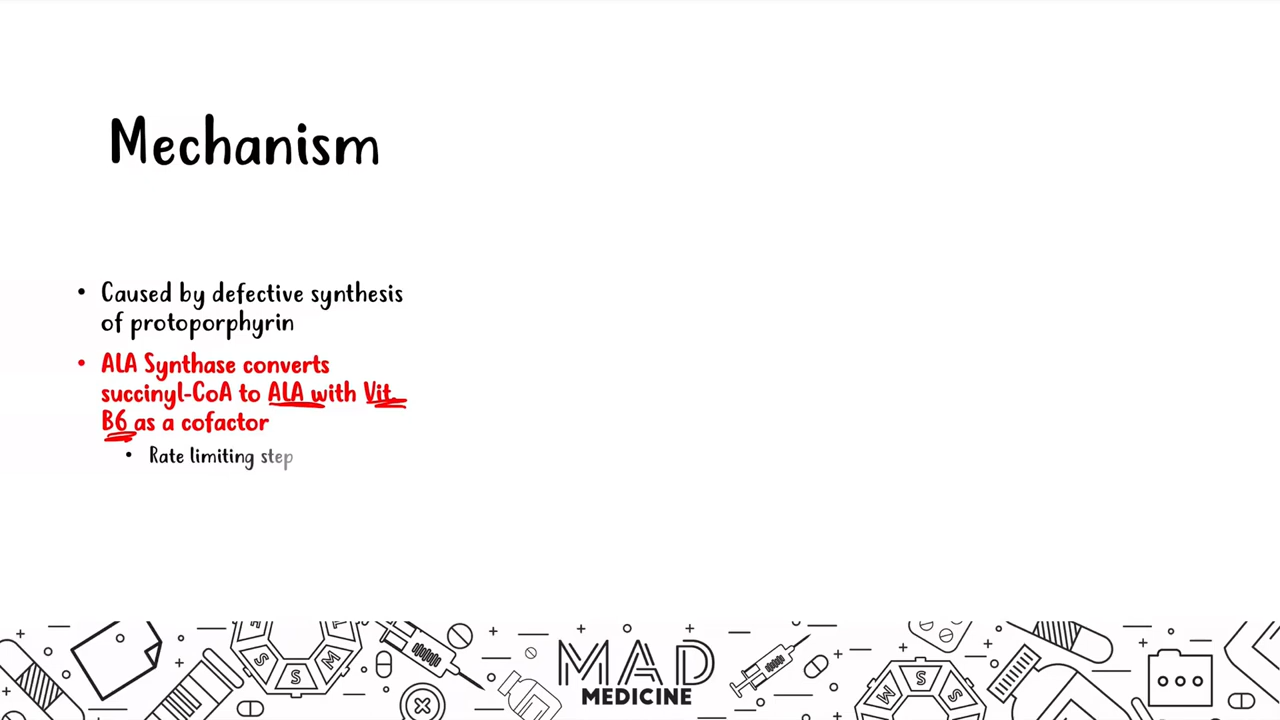 Mechanism
• Caused by defective synthesis
of protoporphyrin
• ALA Synthase converts
succinyl-CoA to ALA with Vit.
B6 as a cofactor
• Rate limiting step
S S M
MAD
MEDICINE
M S S